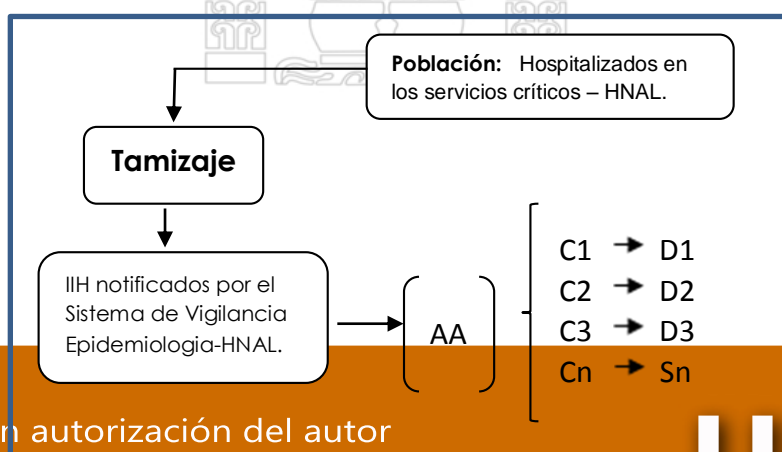 Población: Hospitalizados en
los servicios críticos – HNAL.
Tamizaje
IIH notificados por el
Sistema de Vigilancia
Epidemiologia-HNAL.
AA
C1 → D1
C2 → D2
C3 → D3
Cn → Sn
autorización del autor